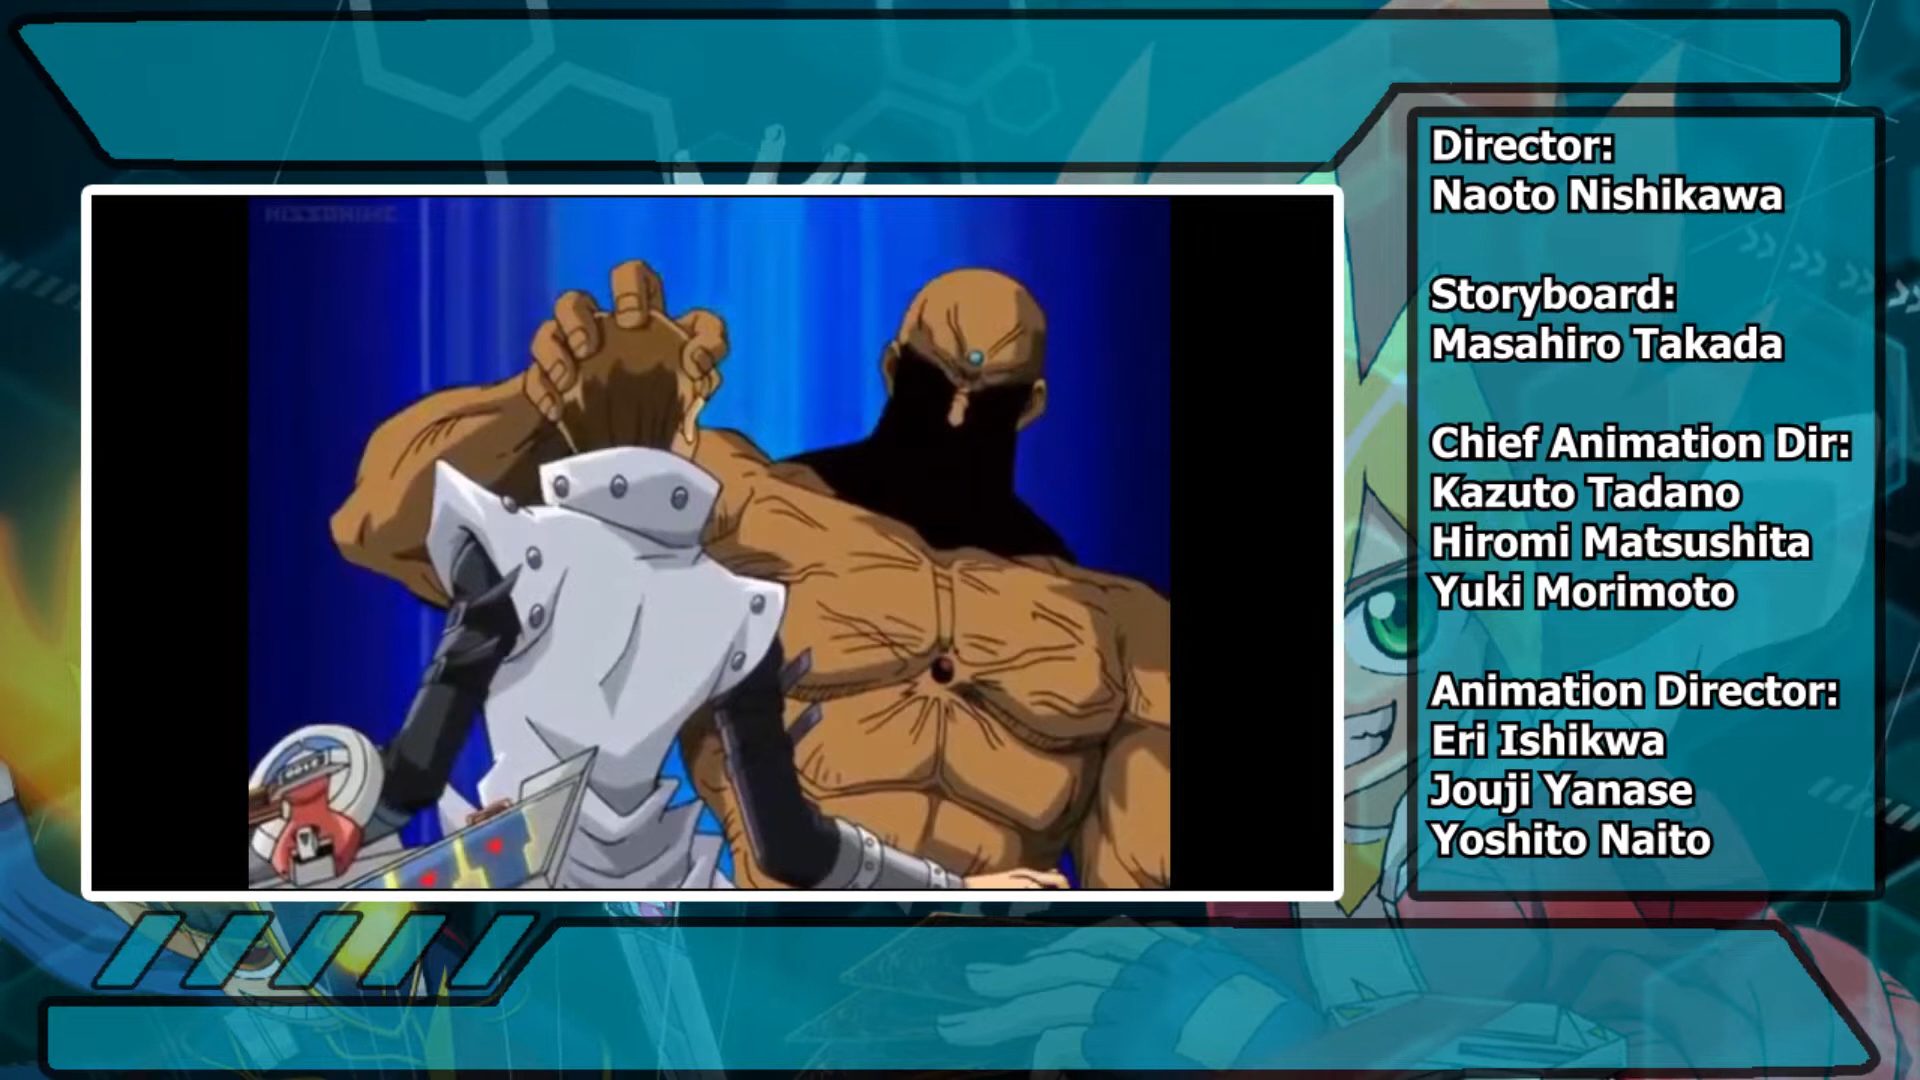 KISSANIME
Director:
Naoto Nishikawa
Storyboard:
Masahiro Takada
Chief Animation Dir:
Kazuto Tadano
Hiromi Matsushita
Yuki Morimoto
Animation Director:
Eri Ishikwa
Jouji Yanase
Yoshito Naito